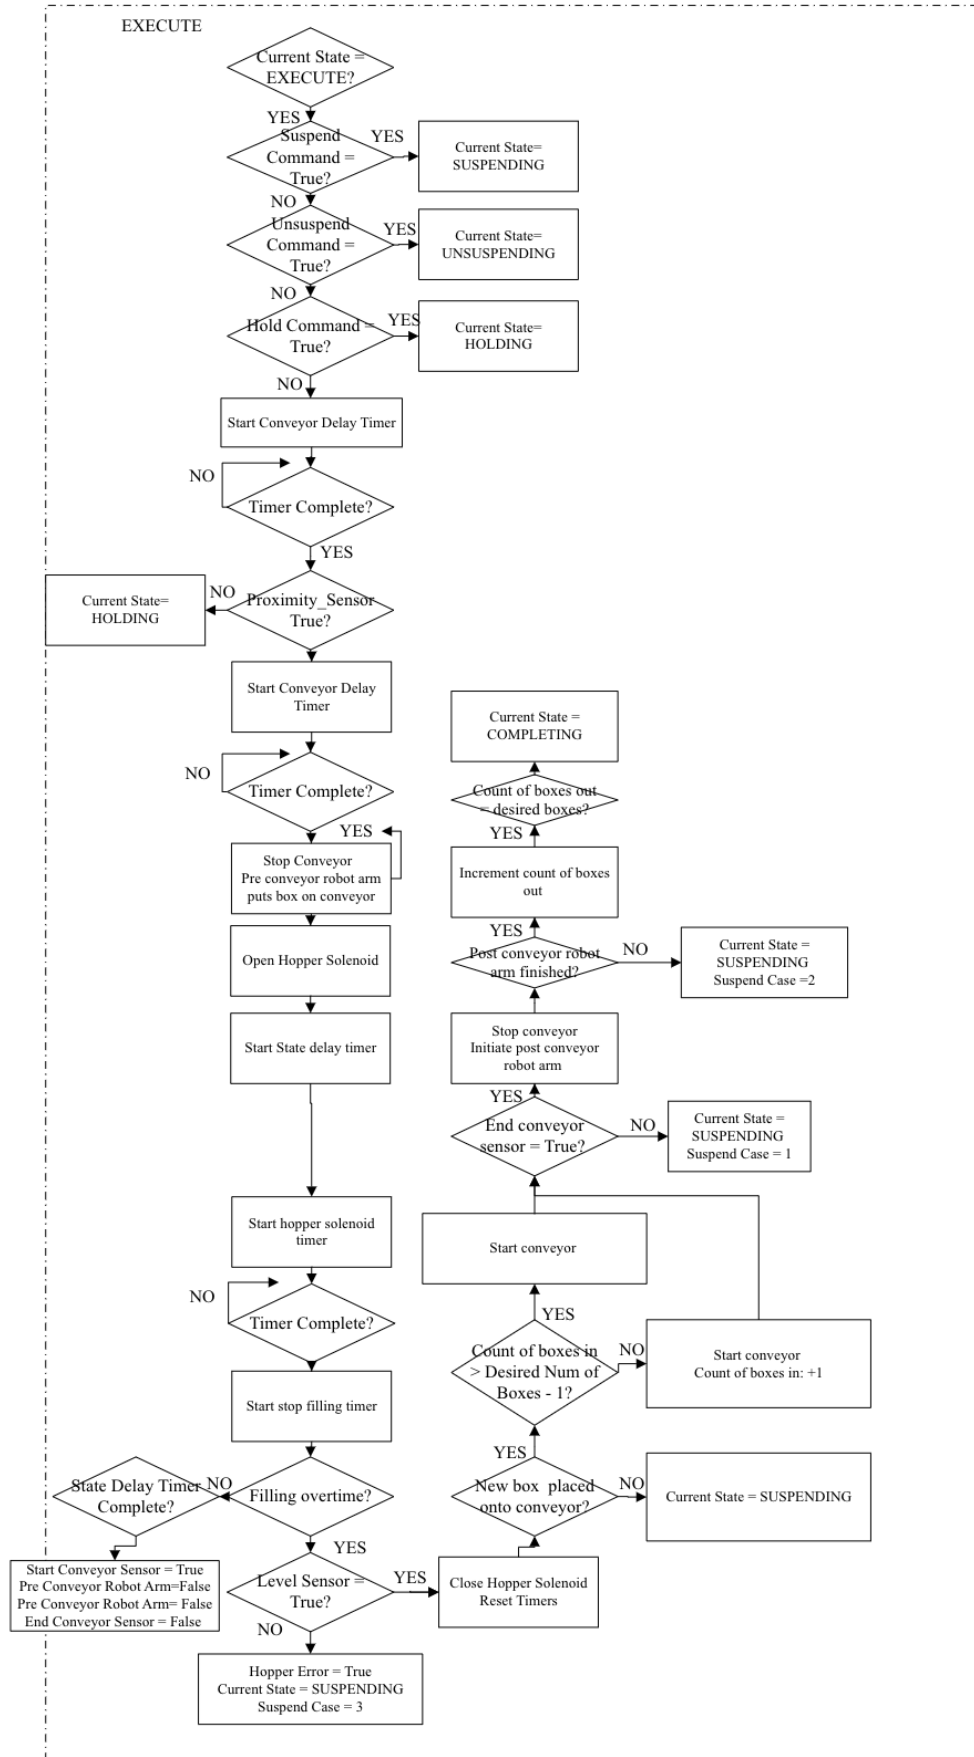 EXECUTE
Current State =
EXECUTE?
YES
Suspend
Command =
True?
YES
Current State=
SUSPENDING
NO
Unsuspend
Command =
True?
YES
Current State=
UNSUSPENDING
NO
Hold Command =
True?
YES
Current State=
HOLDING
NO
Start Conveyor Delay Timer
NO
Timer Complete?
YES
Proximity_Sensor
True?
NO
Current State=
HOLDING
Start Conveyor Delay
Timer
NO
Timer Complete?
YES
Stop Conveyor
Pre conveyor robot arm
puts box on conveyor
Open Hopper Solenoid
Start State delay timer
Start hopper solenoid
timer
NO
Timer Complete?
Start stop filling timer
Filling overtime?
NO
State Delay Timer
Complete?
Start Conveyor Sensor = True
Pre Conveyor Robot Arm=False
Pre Conveyor Robot Arm= False
End Conveyor Sensor = False
YES
Level Sensor =
True?
NO
Hopper Error = True
Current State = SUSPENDING
Suspend Case = 3
YES
Close Hopper Solenoid
Reset Timers
New box placed
onto conveyor?
NO
Current State = SUSPENDING
YES
Count of boxes in
> Desired Num of
Boxes - 1?
NO
Start conveyor
Count of boxes in: +1
YES
Start conveyor
End conveyor
sensor = True?
NO
Current State =
SUSPENDING
Suspend Case = 1
YES
Stop conveyor
Initiate post conveyor
robot arm
Post conveyor robot
arm finished?
NO
Current State =
SUSPENDING
Suspend Case =2
YES
Increment count of boxes
out
YES
Count of boxes out
= desired boxes?
Current State =
COMPLETING